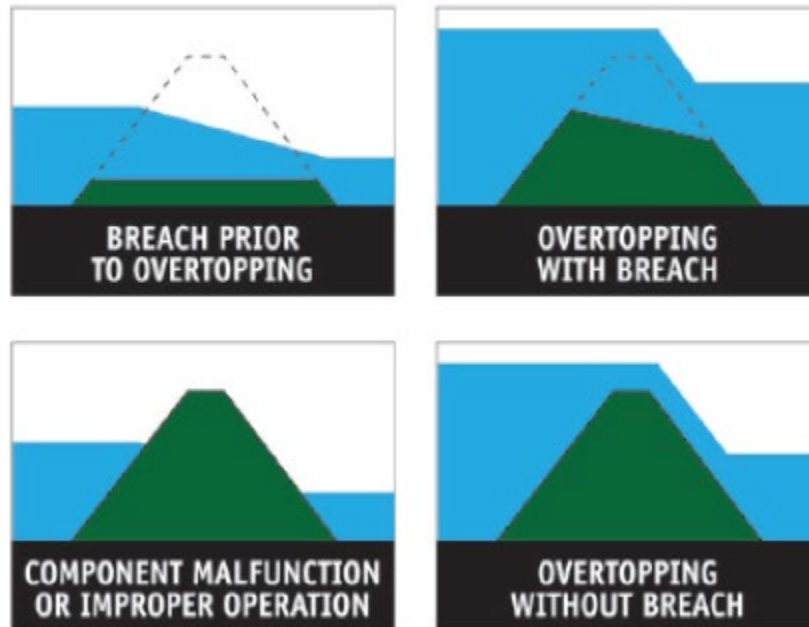 BREACH PRIOR
TO OVERTOPPING
OVERTOPPING
WITH BREACH
COMPONENT MALFUNCTION
OR IMPROPER OPERATION
OVERTOPPING
WITHOUT BREACH